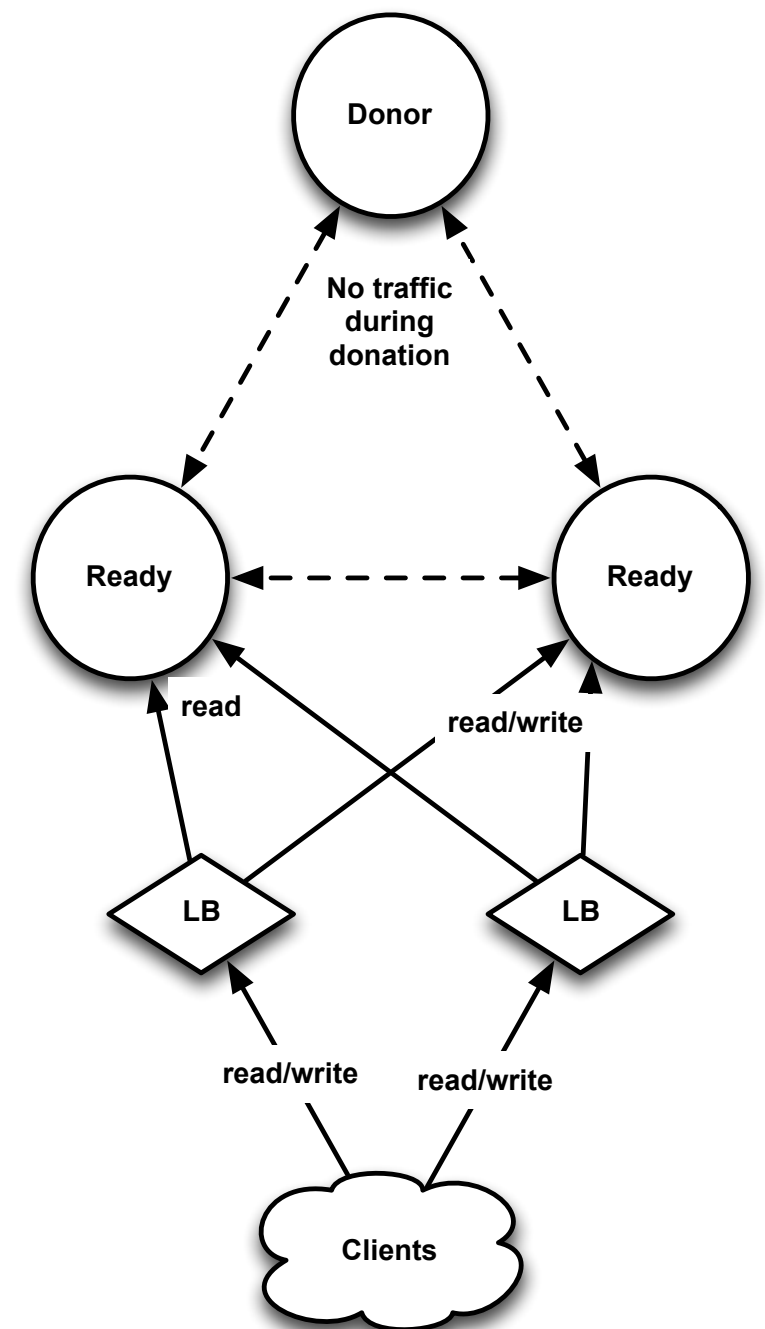 Donor
No traffic
during
donation
Ready
Ready
read
read/write
LB
LB
read/write
read/write
Clients